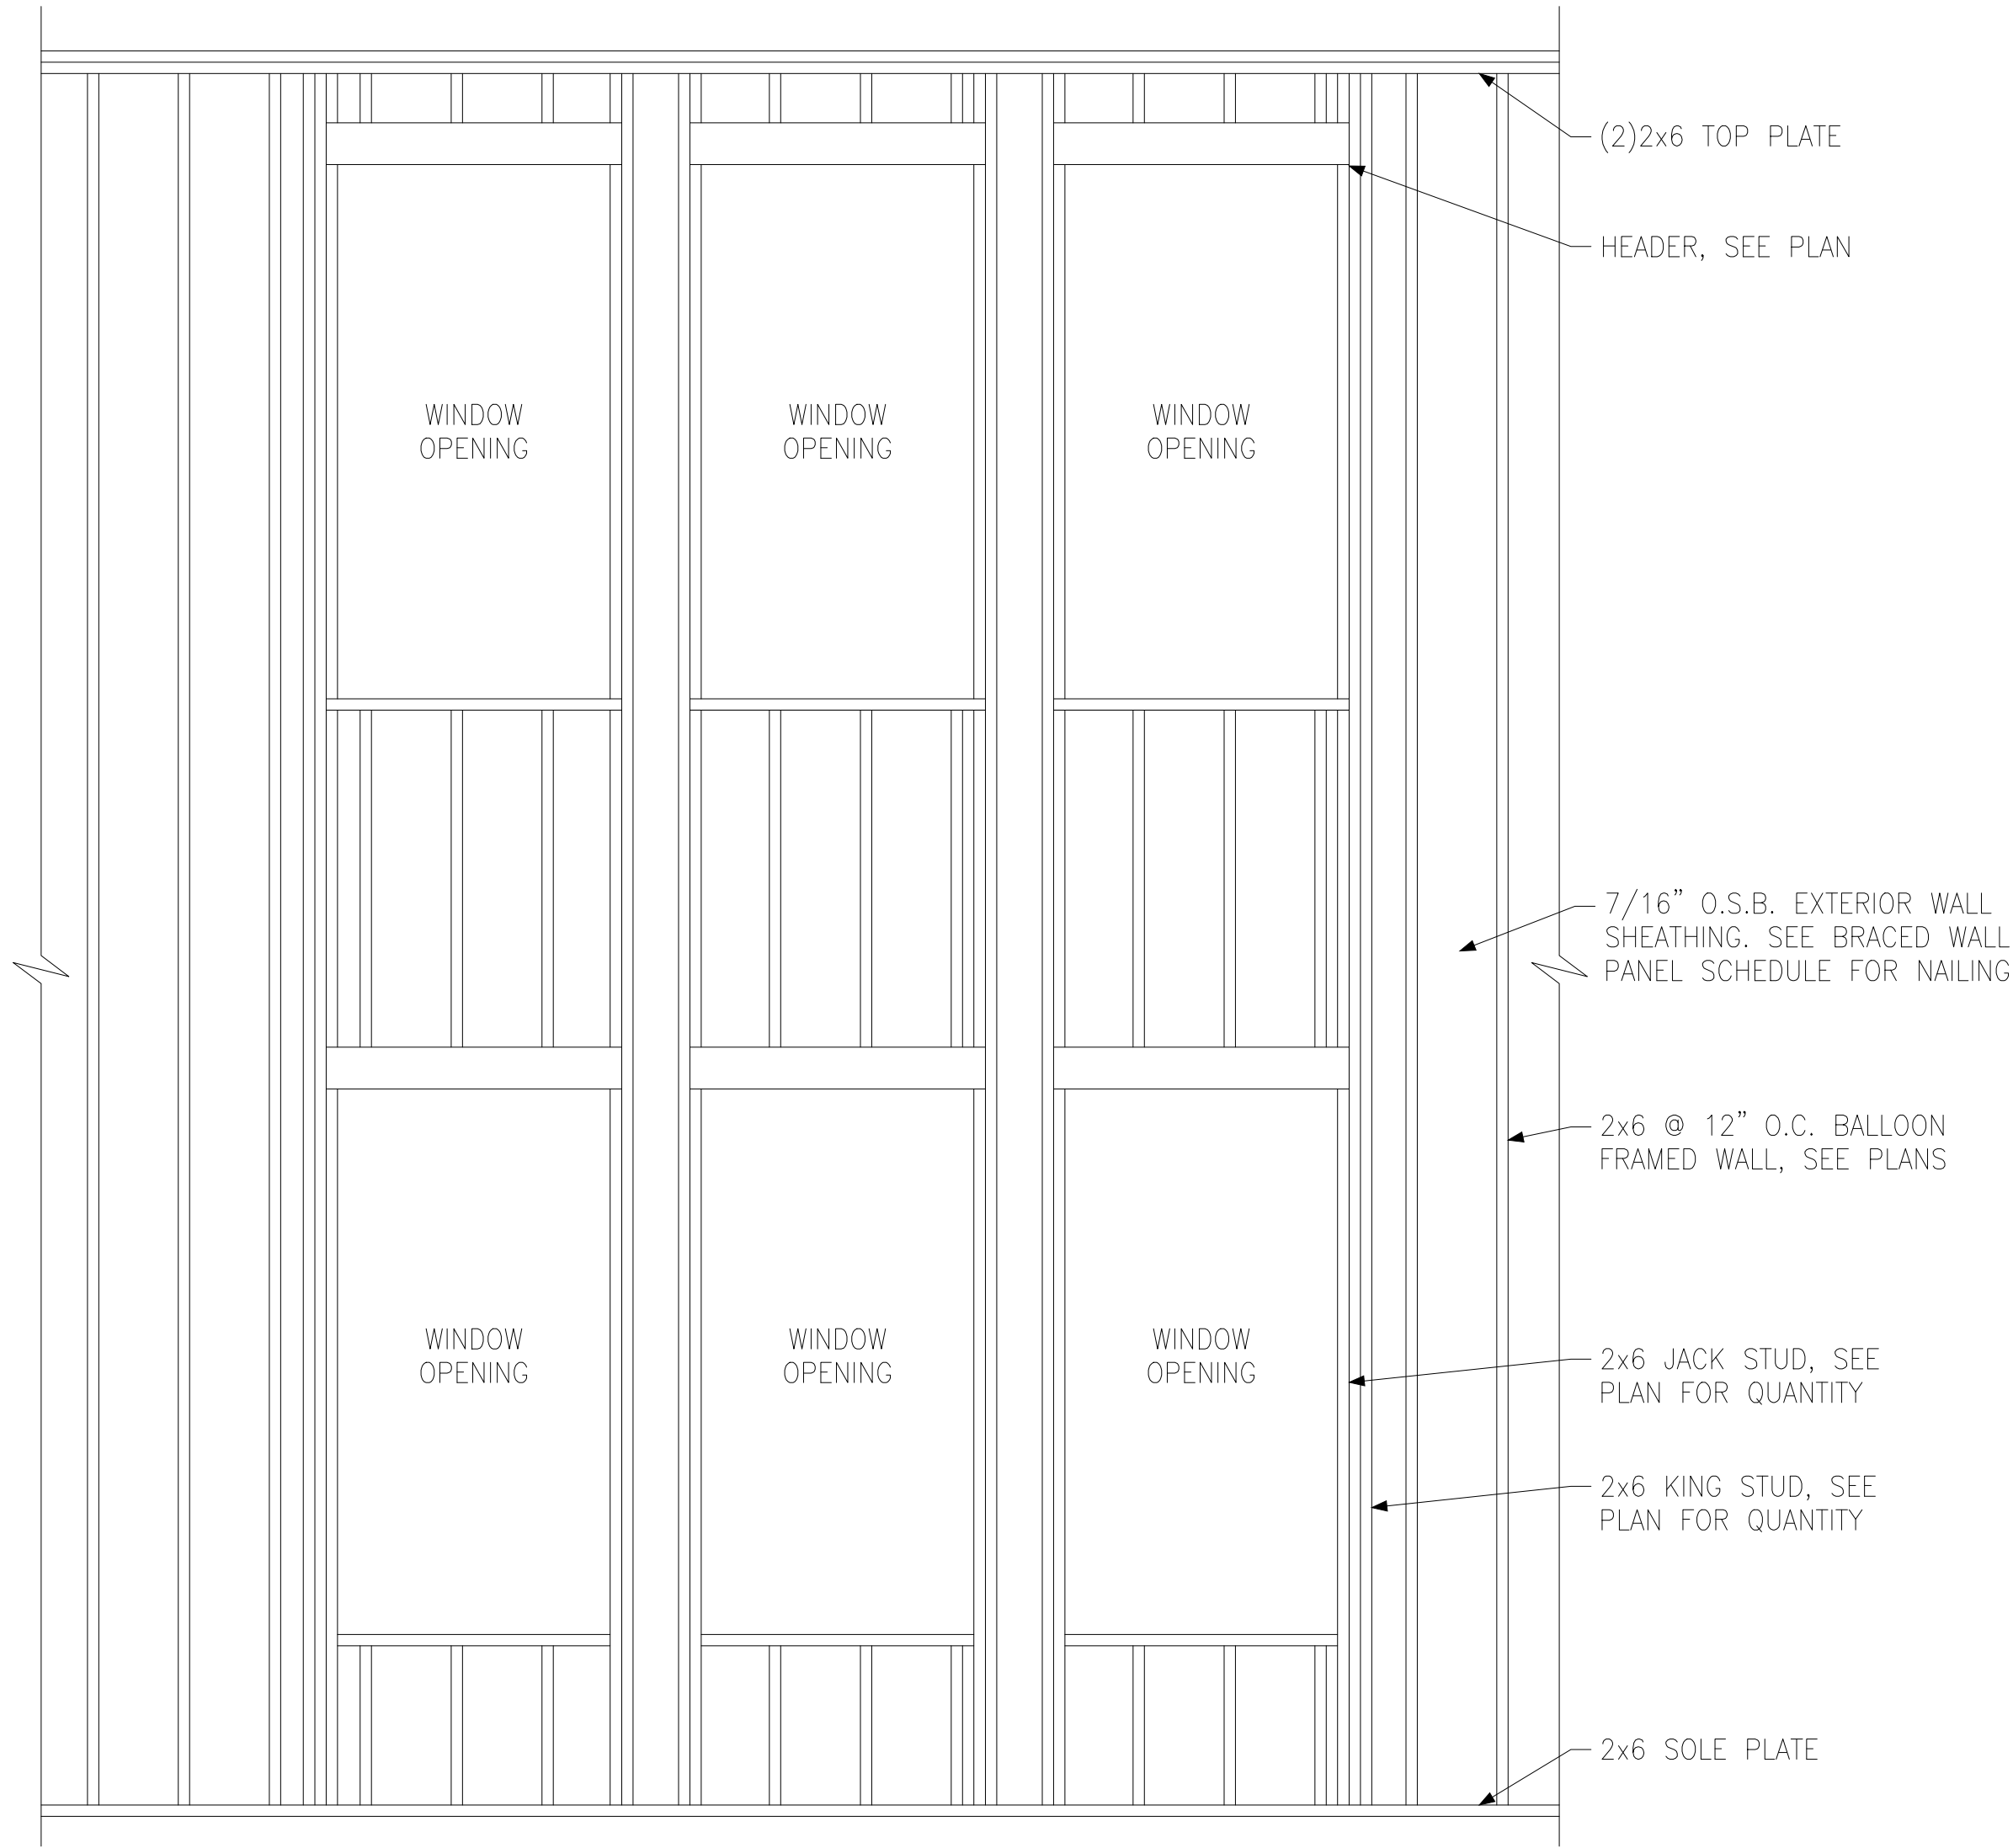 (2)2x6 TOP PLATE
HEADER, SEE PLAN
WINDOW
OPENING
WINDOW
OPENING
WINDOW
OPENING
7/16” O.S.B. EXTERIOR WALL
SHEATHING. SEE BRACED WALL
PANEL SCHEDULE FOR NAILING
2x6 @ 12” O.C. BALLOON
FRAMED WALL, SEE PLANS
WINDOW
OPENING
WINDOW
OPENING
WINDOW
OPENING
2x6 JACK STUD, SEE
PLAN FOR QUANTITY
2x6 KING STUD, SEE
PLAN FOR QUANTITY
2x6 SOLE PLATE